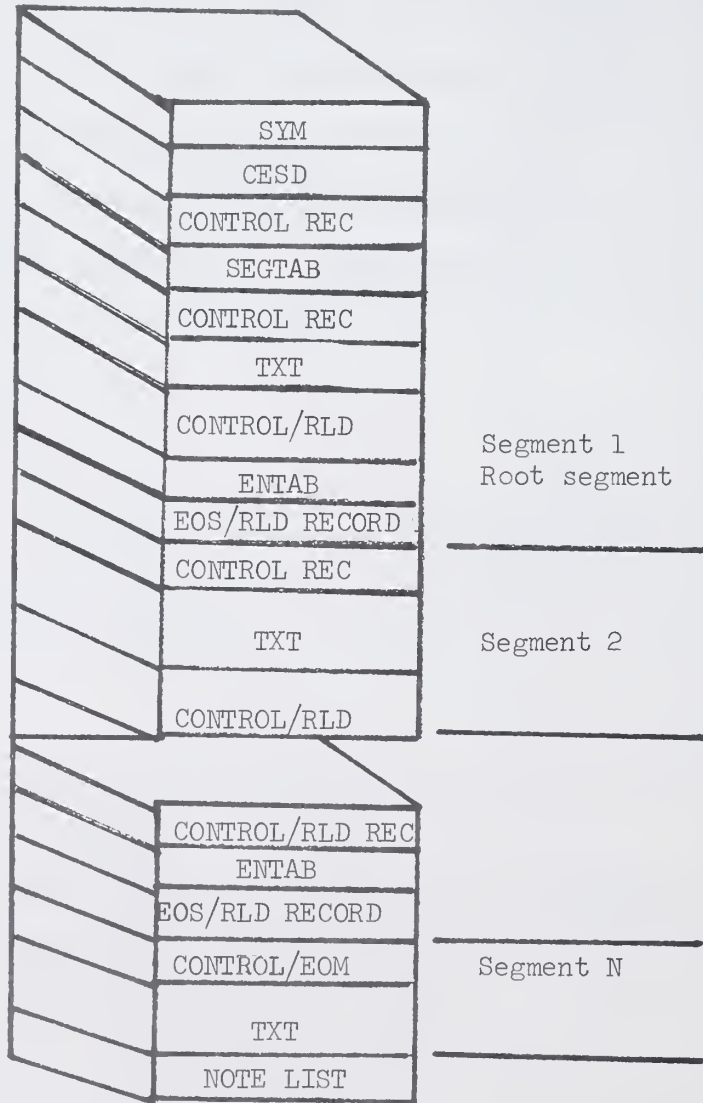 SYM
CESD
CONTROL REC
SEGTAB
CONTROL REC
TXT
CONTROL/RLD
ENTAB
EOS/RLD RECORD
Segment 1
Root segment
CONTROL REC
TXT
Segment 2
CONTROL/RLD
CONTROL/RLD REC
ENTAB
EOS/RLD RECORD
CONTROL/EOM
Segment N
TXT
NOTE LIST